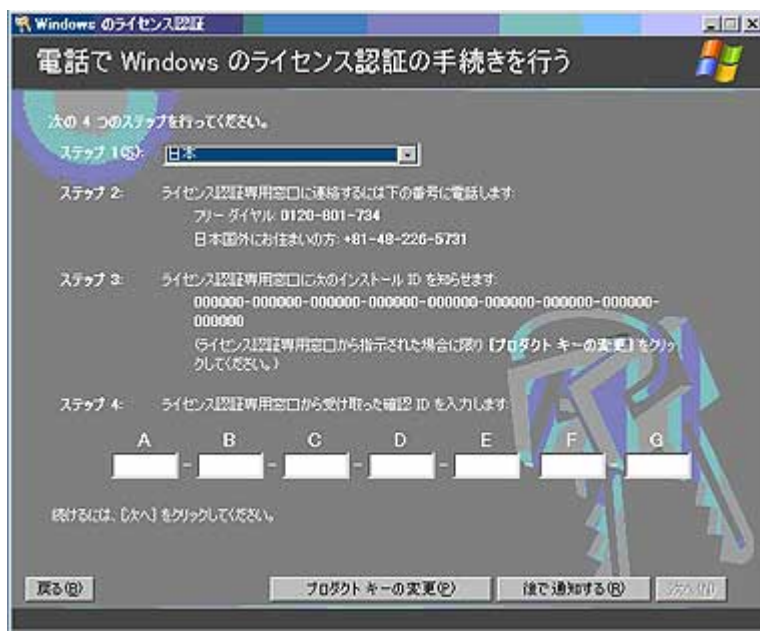 Windows のライセンス認証
電話で Windows のライセンス認証の手続きを行う
次の 4 つのステップを行ってください。
ステップ 1(S): 日本
ステップ 2: ライセンス認証専用窓口に連絡するには下の番号に電話します:
フリー ダイヤル: 0120-801-734
日本国外にお住まいの方: +81-48-226-5731
ステップ 3: ライセンス認証専用窓口に次のインストール ID を知らせます:
000000-000000-000000-000000-000000-000000-000000-000000-
000000
(ライセンス認証専用窓口から指示された場合に限り [プロダクト キーの変更] をクリッ
クしてください。)
ステップ 4: ライセンス認証専用窓口から受け取った確認 ID を入力します:
A B C D E F G
- - - - - -
続けるには、[次へ] をクリックしてください。
戻る(B) プロダクト キーの変更(P) 後で通知する(R) 次へ(N)